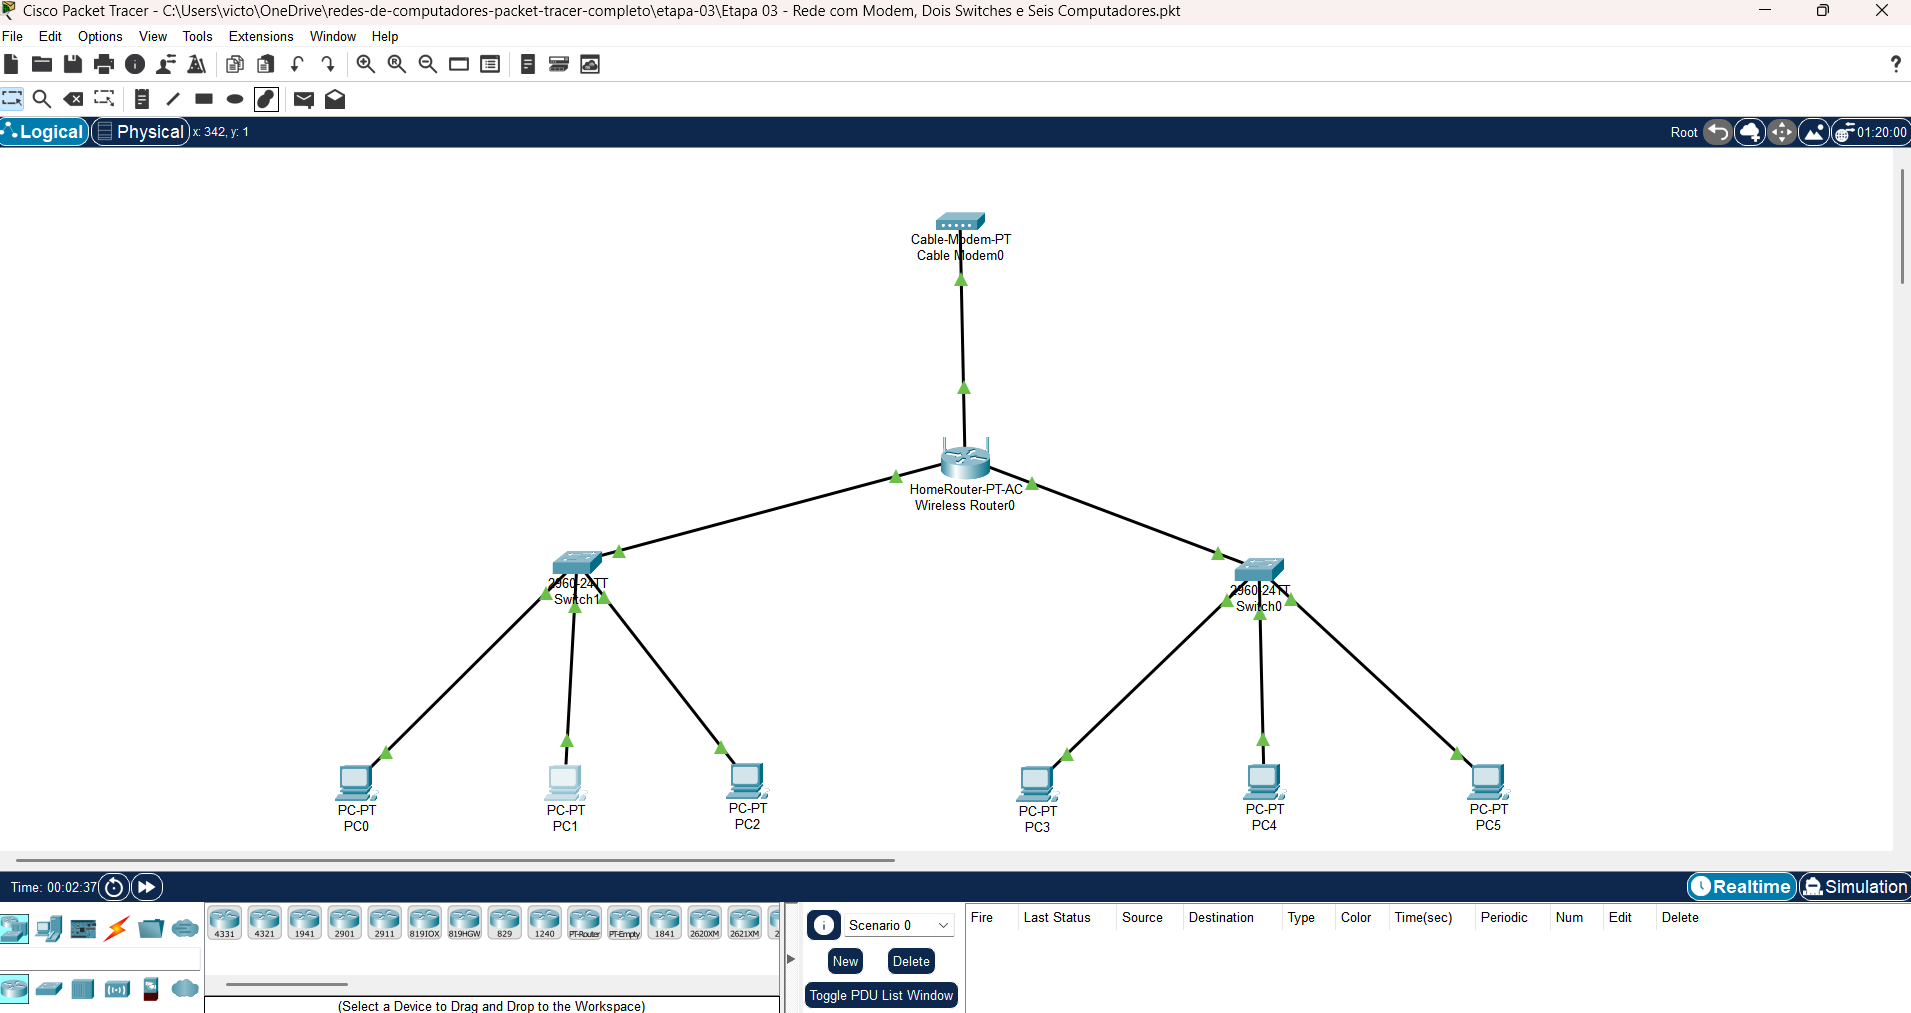 Cisco Packet Tracer - C:\Users\victo\OneDrive\redes-de-computadores-packet-tracer-completo\etapa-03\Etapa 03 - Rede com Modem, Dois Switches e Seis Computadores.pkt
File Edit Options View Tools Extensions Window Help
Logical Physical x: 342, y: 1 Root 01:20:00
Cable-Modem-PT
Cable Modem0
HomeRouter-PT-AC
Wireless Router0
2960-24TT
Switch1
2960-24TT
Switch0
PC-PT
PC0
PC-PT
PC1
PC-PT
PC2
PC-PT
PC3
PC-PT
PC4
PC-PT
PC5
Time: 00:02:37 Realtime Simulation
4331 4321 1941 2901 2911 819IOX 819HGW 829 1240 PT-Router PT-Empty 1841 2620XM 2621XM 2
(Select a Device to Drag and Drop to the Workspace)
Scenario 0
New Delete
Toggle PDU List Window
Fire Last Status Source Destination Type Color Time(sec) Periodic Num Edit Delete